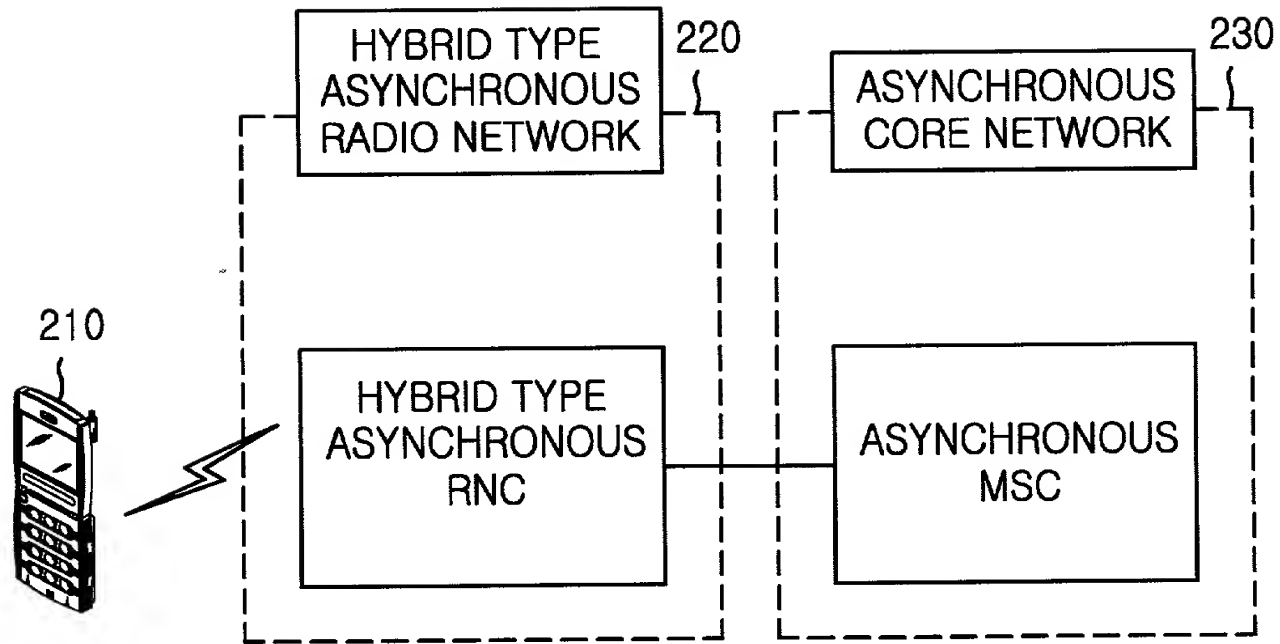 HYBRID TYPE
ASYNCHRONOUS
RADIO NETWORK
220
ASYNCHRONOUS
CORE NETWORK
230
210
HYBRID TYPE
ASYNCHRONOUS
RNC
ASYNCHRONOUS
MSC